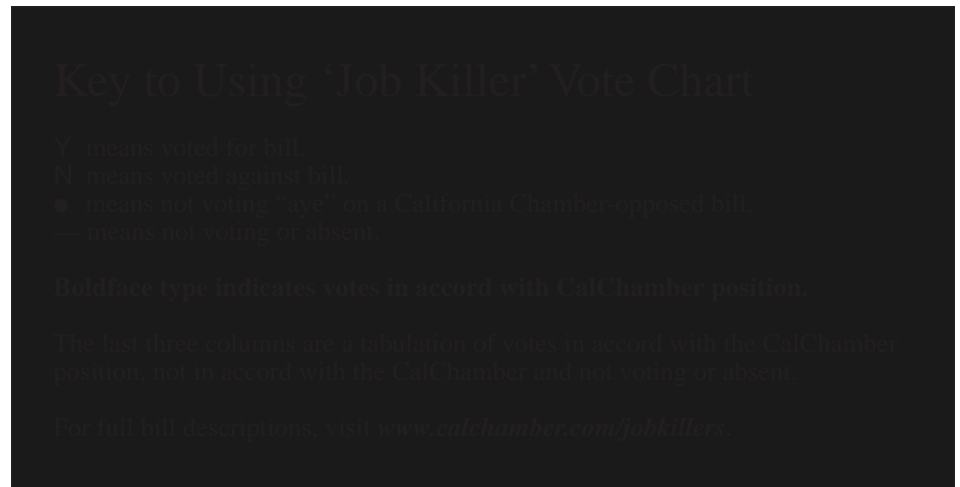 Key to Using ‘Job Killer’ Vote Chart
Y means voted for bill.
N means voted against bill.
● means not voting “aye” on a California Chamber-opposed bill.
— means not voting or absent.
Boldface type indicates votes in accord with CalChamber position.
The last three columns are a tabulation of votes in accord with the CalChamber
position, not in accord with the CalChamber and not voting or absent.
For full bill descriptions, visit www.calchamber.com/jobkillers.